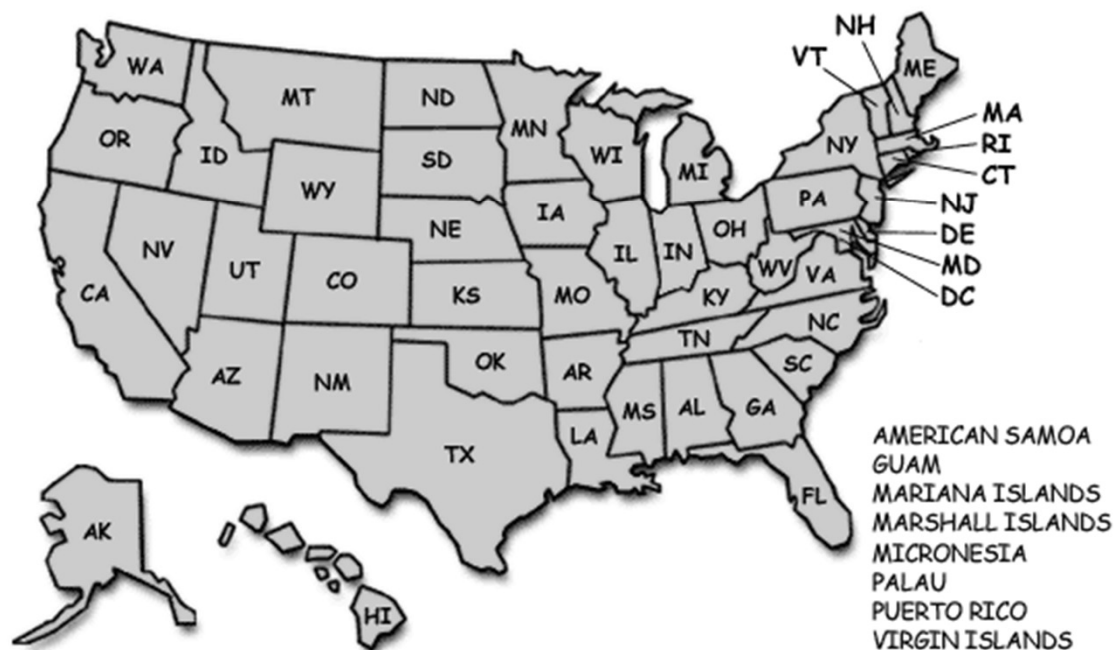 NH
VT
ME
WA
MT
ND
MN
MA
OR
ID
SD
WI
MI
NY
RI
CT
WY
PA
NJ
IA
NE
OH
DE
NV
UT
CO
IL
IN
WV
VA
MD
DC
CA
KS
MO
KY
NC
TN
AZ
NM
OK
AR
SC
MS
AL
GA
LA
TX
FL
AMERICAN SAMOA
GUAM
MARIANA ISLANDS
MARSHALL ISLANDS
MICRONESIA
PALAU
PUERTO RICO
VIRGIN ISLANDS
AK
HI